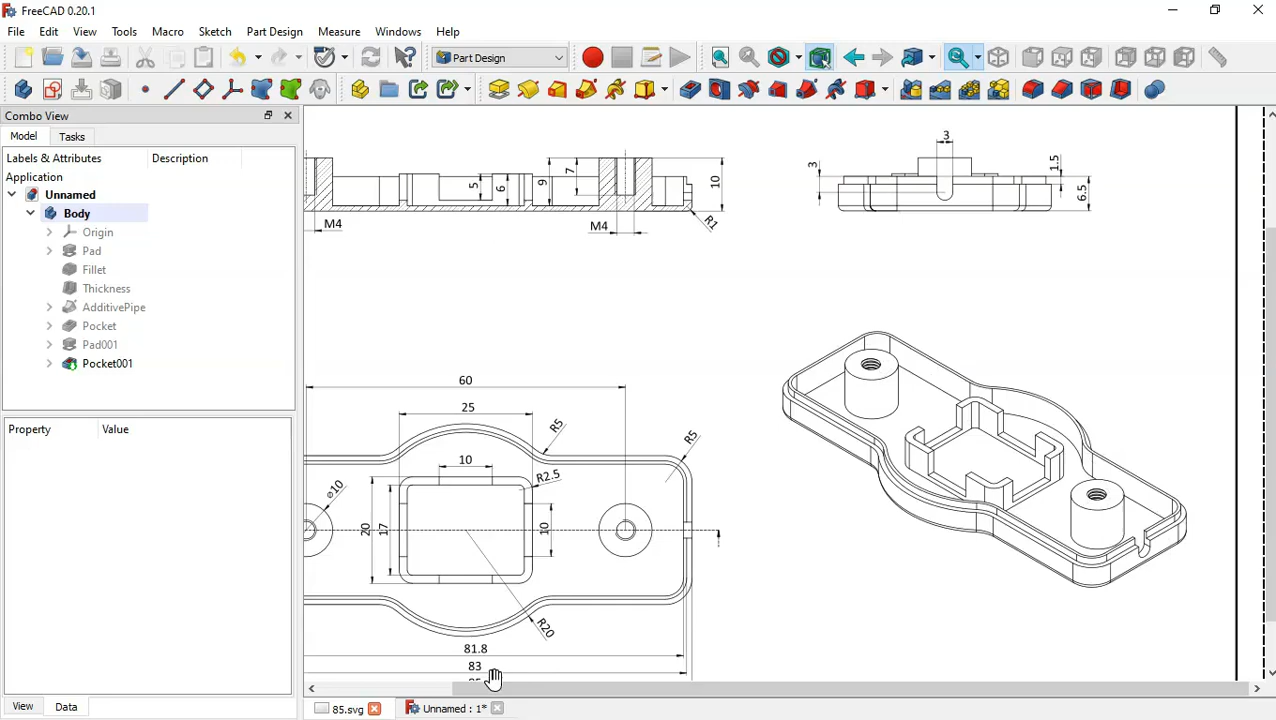 FreeCAD 0.20.1
File Edit View Tools Macro Sketch Part Design Measure Windows Help
Part Design
Combo View
Model Tasks
Labels & Attributes Description
Application
Unnamed
Body
Origin
Pad
Fillet
Thickness
AdditivePipe
Pocket
Pad001
Pocket001
Property Value
View Data
M4
5
6
9
7
M4
10
R1
3
3
1.5
6.5
60
25
R5
R5
10
R2.5
⌀10
20
17
10
R20
81.8
83
85.svg
Unnamed : 1*